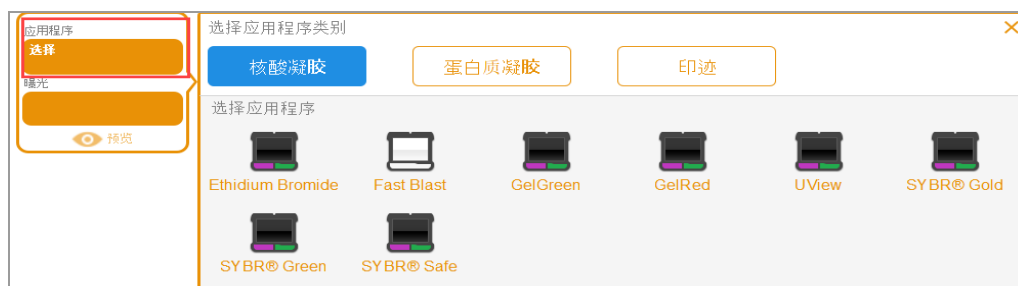 应用程序
选择
曝光
预览
选择应用程序类别
核酸凝胶 蛋白质凝胶 印迹
选择应用程序
Ethidium Bromide Fast Blast GelGreen GelRed UView SYBR® Gold
SYBR® Green SYBR® Safe